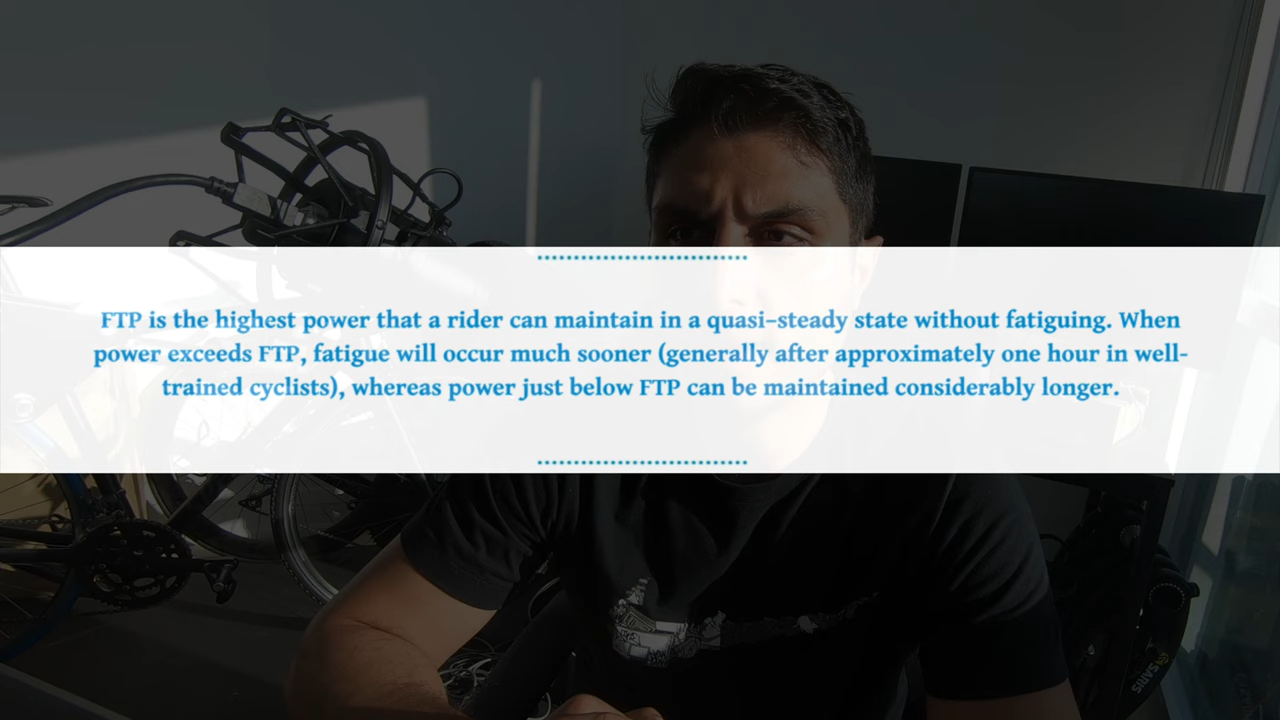 FTP is the highest power that a rider can maintain in a quasi–steady state without fatiguing. When
power exceeds FTP, fatigue will occur much sooner (generally after approximately one hour in well-
trained cyclists), whereas power just below FTP can be maintained considerably longer.
SARIS